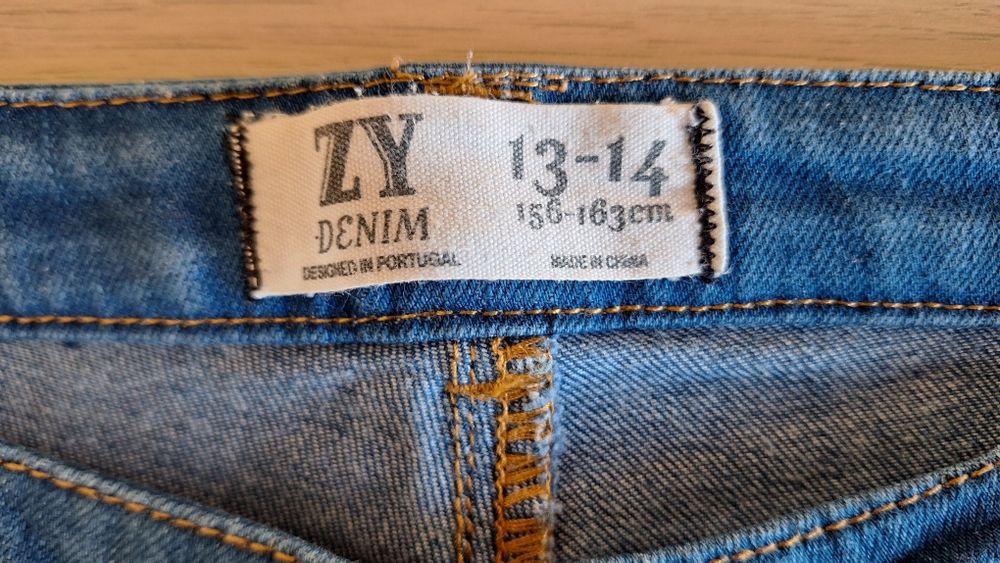 ZY
DENIM
DESIGNED IN PORTUGAL
13-14
156-163cm
MADE IN CHINA